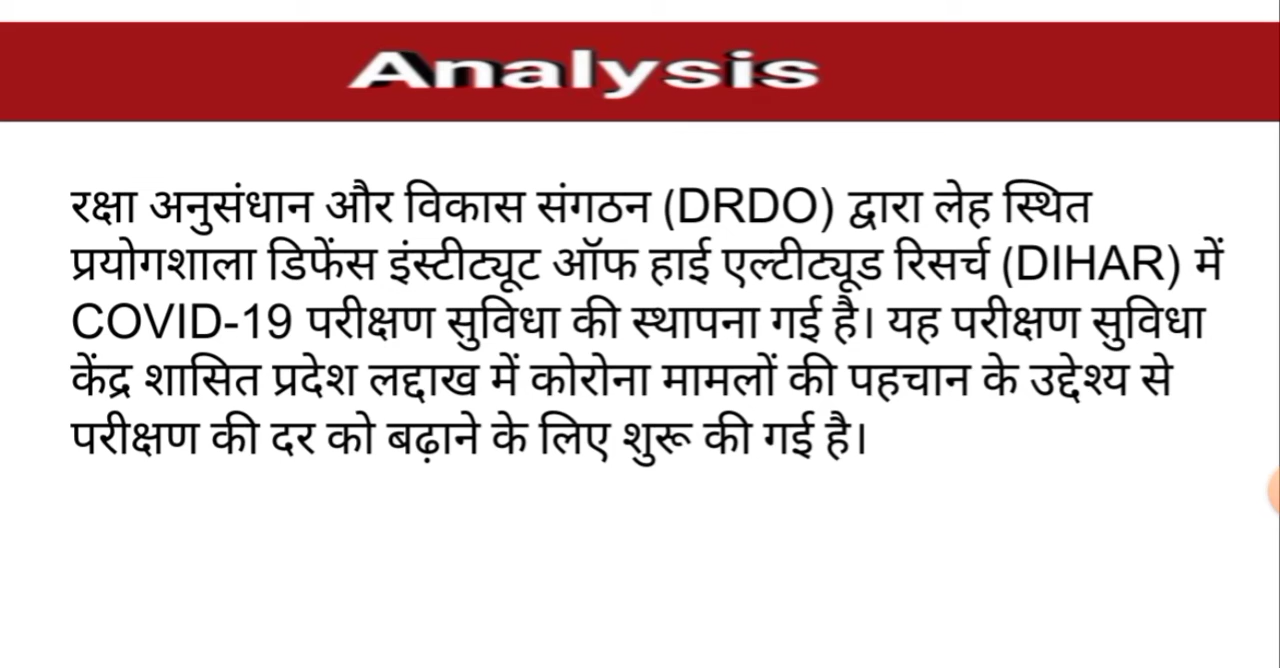 Analysis
रक्षा अनुसंधान और विकास संगठन (DRDO) द्वारा लेह स्थित
प्रयोगशाला डिफेंस इंस्टीट्यूट ऑफ हाई एल्टीट्यूड रिसर्च (DIHAR) में
COVID-19 परीक्षण सुविधा की स्थापना गई है। यह परीक्षण सुविधा
केंद्र शासित प्रदेश लद्दाख में कोरोना मामलों की पहचान के उद्देश्य से
परीक्षण की दर को बढ़ाने के लिए शुरू की गई है।